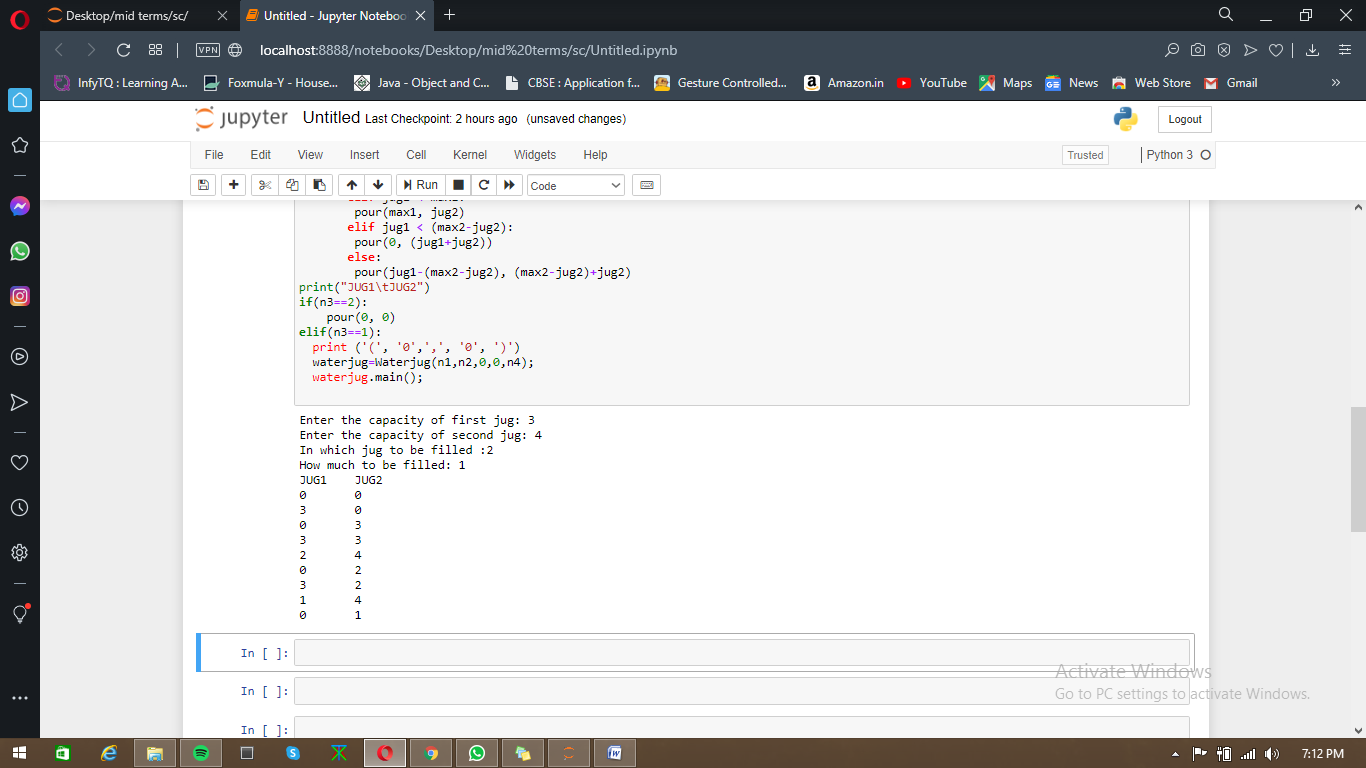 Desktop/mid terms/sc/
Untitled - Jupyter Noteboo
VPN localhost:8888/notebooks/Desktop/mid%20terms/sc/Untitled.ipynb
InfyTQ : Learning A... Foxmula-Y - House... Java - Object and C... CBSE : Application f... Gesture Controlled... Amazon.in YouTube Maps News Web Store Gmail »
jupyter Untitled Last Checkpoint: 2 hours ago (unsaved changes) Logout
File Edit View Insert Cell Kernel Widgets Help Trusted Python 3
Run Code
pour(max1, jug2)
elif jug1 < (max2-jug2):
pour(0, (jug1+jug2))
else:
pour(jug1-(max2-jug2), (max2-jug2)+jug2)
print("JUG1\tJUG2")
if(n3==2):
pour(0, 0)
elif(n3==1):
print ('(', '0',',', '0', ')')
waterjug=Waterjug(n1,n2,0,0,n4);
waterjug.main();
Enter the capacity of first jug: 3
Enter the capacity of second jug: 4
In which jug to be filled :2
How much to be filled: 1
JUG1 JUG2
0 0
3 0
0 3
3 3
2 4
0 2
3 2
1 4
0 1
In [ ]:
In [ ]:
In [ ]:
Activate Windows
Go to PC settings to activate Windows.
7:12 PM